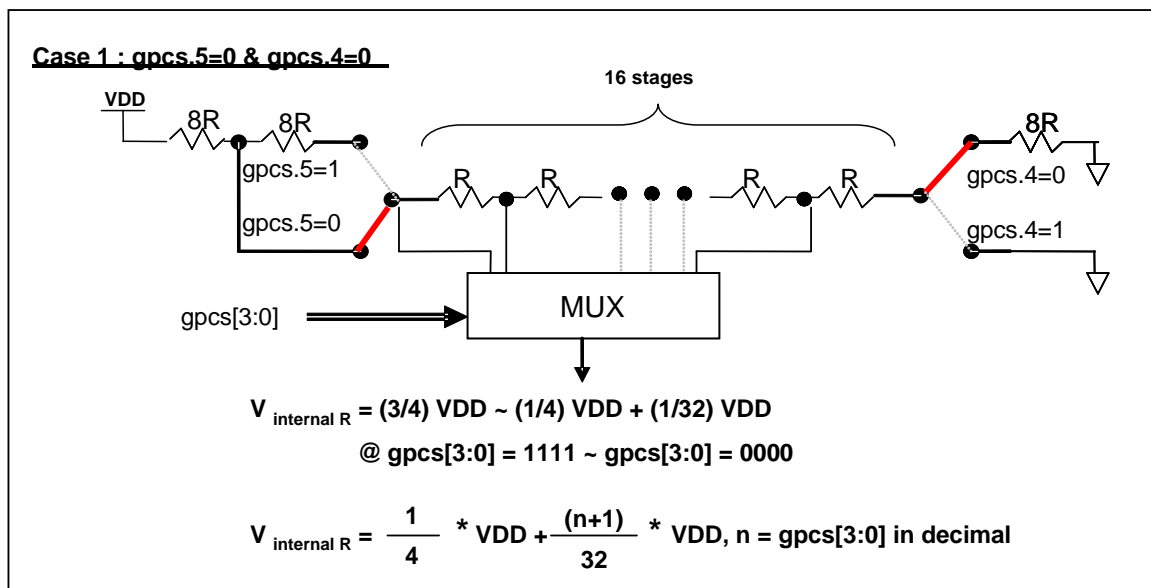 Case 1 : gpcs.5=0 & gpcs.4=0
16 stages
VDD
8R 8R 8R
gpcs.5=1 R R R R gpcs.4=0
gpcs.5=0 gpcs.4=1
gpcs[3:0] MUX
V internal R = (3/4) VDD ~ (1/4) VDD + (1/32) VDD
@ gpcs[3:0] = 1111 ~ gpcs[3:0] = 0000
V internal R = 1/4 * VDD + (n+1)/32 * VDD, n = gpcs[3:0] in decimal